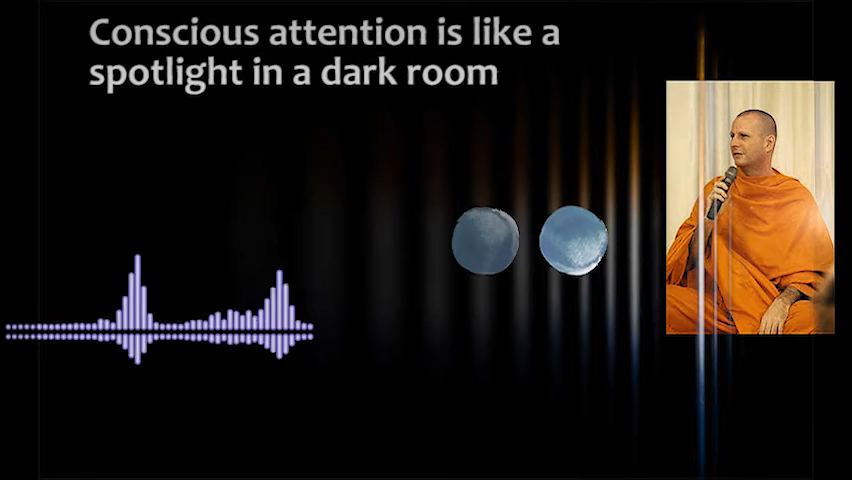 Conscious attention is like a
spotlight in a dark room